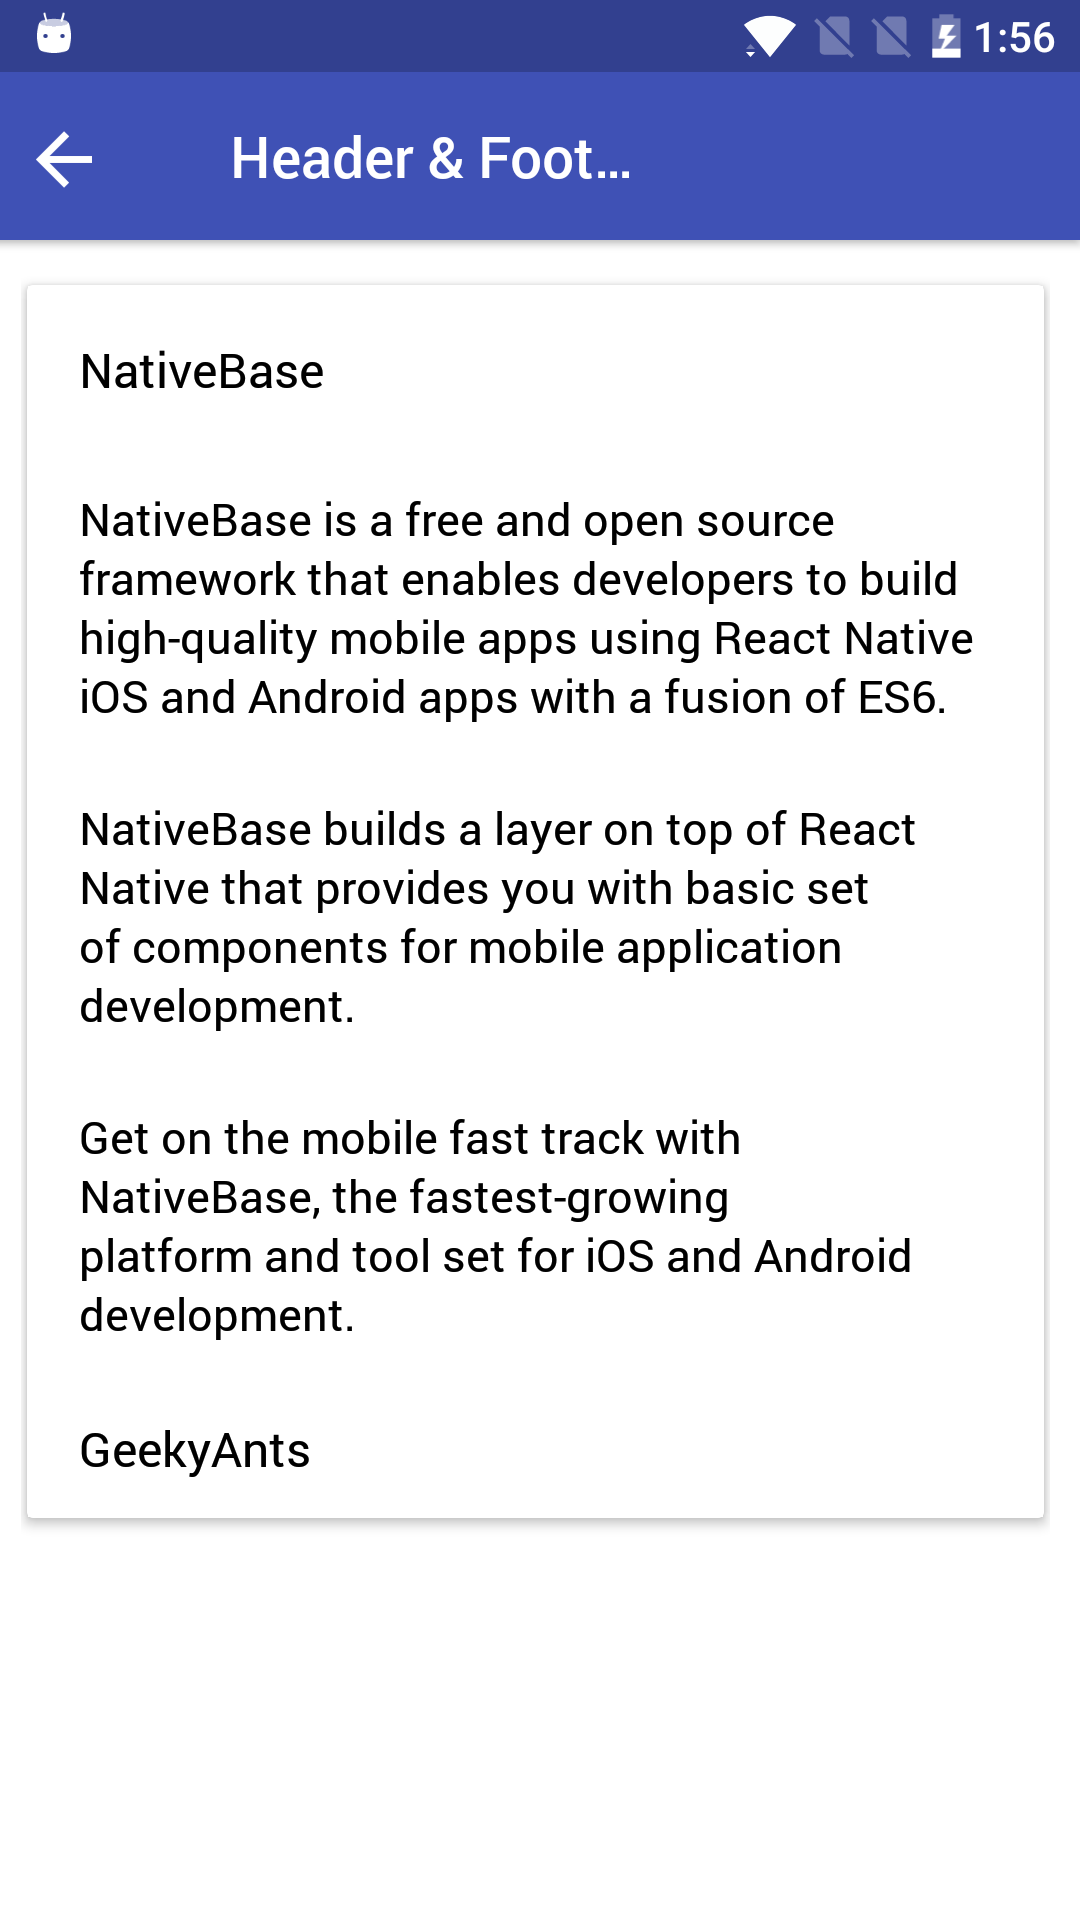 1:56
Header & Foot...
NativeBase
NativeBase is a free and open source
framework that enables developers to build
high-quality mobile apps using React Native
iOS and Android apps with a fusion of ES6.
NativeBase builds a layer on top of React
Native that provides you with basic set
of components for mobile application
development.
Get on the mobile fast track with
NativeBase, the fastest-growing
platform and tool set for iOS and Android
development.
GeekyAnts